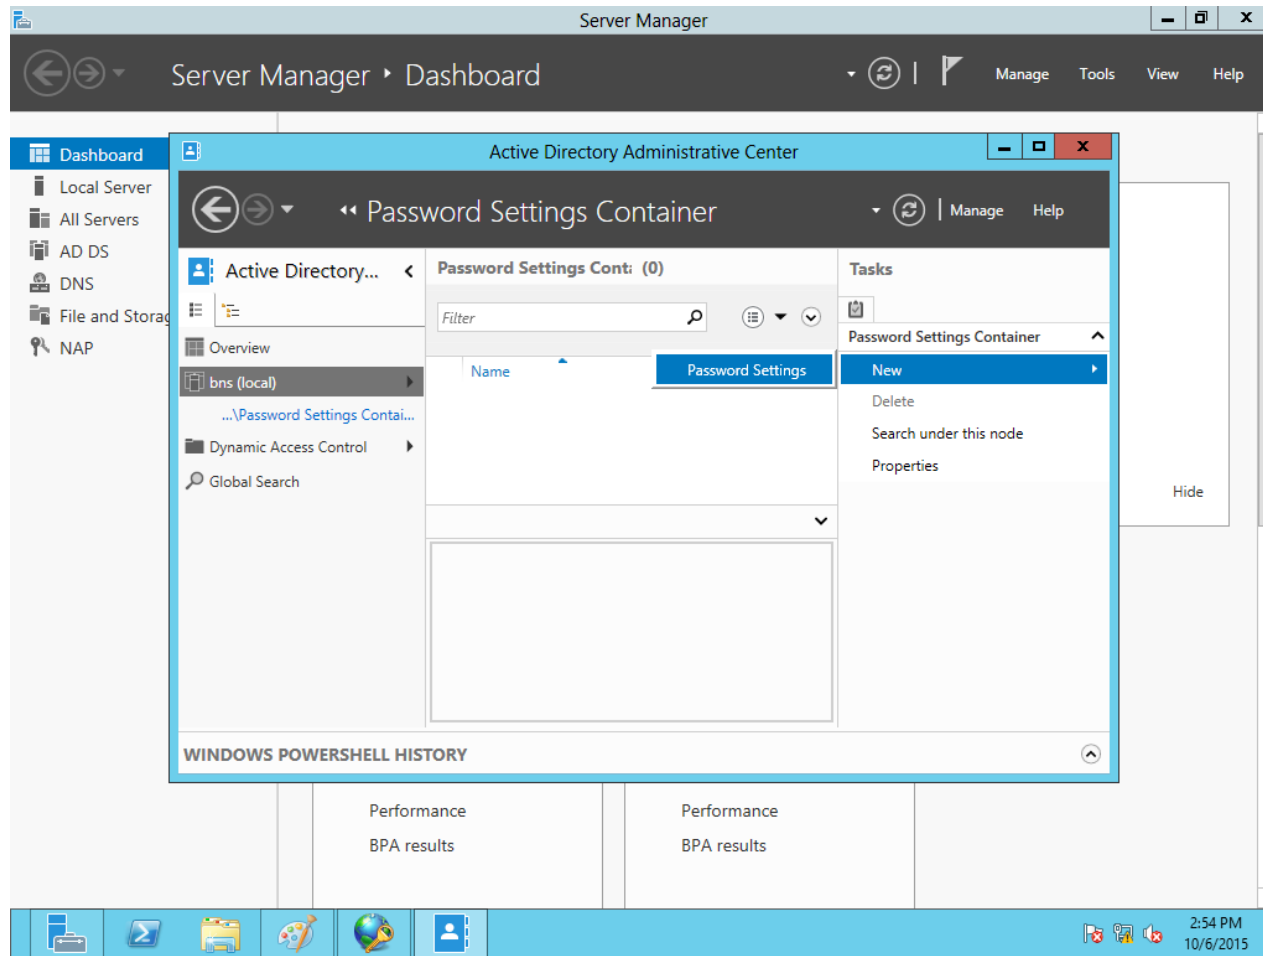 Server Manager
Server Manager • Dashboard
Manage Tools View Help
Dashboard
Local Server
All Servers
AD DS
DNS
File and Storag
NAP
Active Directory Administrative Center
Password Settings Container
Manage Help
Active Directory...
Overview
bns (local)
...\Password Settings Contai...
Dynamic Access Control
Global Search
Password Settings Conta (0)
Filter
Name
Password Settings
Tasks
Password Settings Container
New
Delete
Search under this node
Properties
Hide
WINDOWS POWERSHELL HISTORY
Performance
BPA results
Performance
BPA results
2:54 PM
10/6/2015